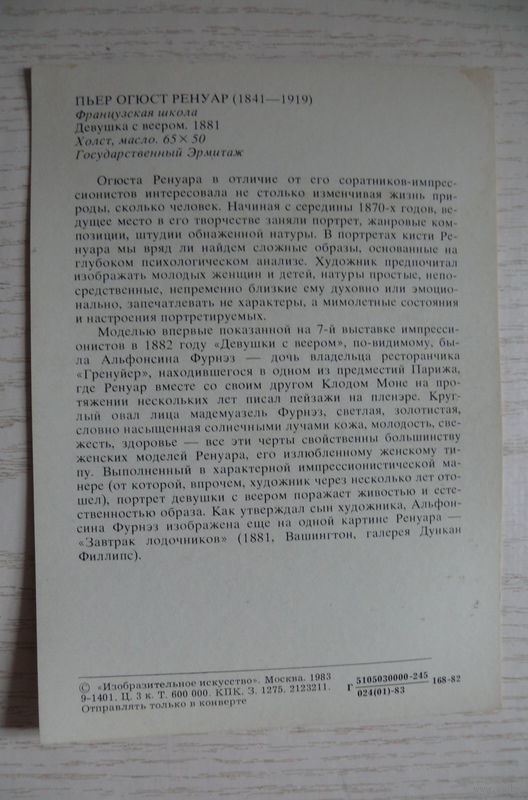 ПЬЕР ОГЮСТ РЕНУАР (1841—1919)
Французская школа
Девушка с веером. 1881
Холст, масло. 65 × 50
Государственный Эрмитаж
Огюста Ренуара в отличие от его соратников-импрес-
сионистов интересовала не столько изменчивая жизнь при-
роды, сколько человек. Начиная с середины 1870-х годов, ве-
дущее место в его творчестве заняли портрет, жанровые ком-
позиции, штудии обнаженной натуры. В портретах кисти Ре-
нуара мы вряд ли найдем сложные образы, основанные на
глубоком психологическом анализе. Художник предпочитал
изображать молодых женщин и детей, натуры простые, непо-
средственные, непременно близкие ему духовно или эмоцио-
нально, запечатлевать не характеры, а мимолетные состояния
и настроения портретируемых.
Моделью впервые показанной на 7-й выставке импресси-
онистов в 1882 году «Девушки с веером», по-видимому, бы-
ла Альфонсина Фурнэз — дочь владельца ресторанчика
«Гренуйер», находившегося в одном из предместий Парижа,
где Ренуар вместе со своим другом Клодом Моне на про-
тяжении нескольких лет писал пейзажи на пленэре. Круг-
лый овал лица мадемуазель Фурнэз, светлая, золотистая,
словно насыщенная солнечными лучами кожа, молодость, све-
жесть, здоровье — все эти черты свойственны большинству
женских моделей Ренуара, его излюбленному женскому ти-
пу. Выполненный в характерной импрессионистической ма-
нере (от которой, впрочем, художник через несколько лет ото-
шел), портрет девушки с веером поражает живостью и есте-
ственностью образа. Как утверждал сын художника, Альфон-
сина Фурнэз изображена еще на одной картине Ренуара —
«Завтрак лодочников» (1881, Вашингтон, галерея Дункан
Филлипс).
© «Изобразительное искусство». Москва. 1983
9-1401. Ц. 3 к. Т. 600 000. КПК. З. 1275. 2123211.
Отправлять только в конверте
Г 5105030000-245 168-82
024(01)-83